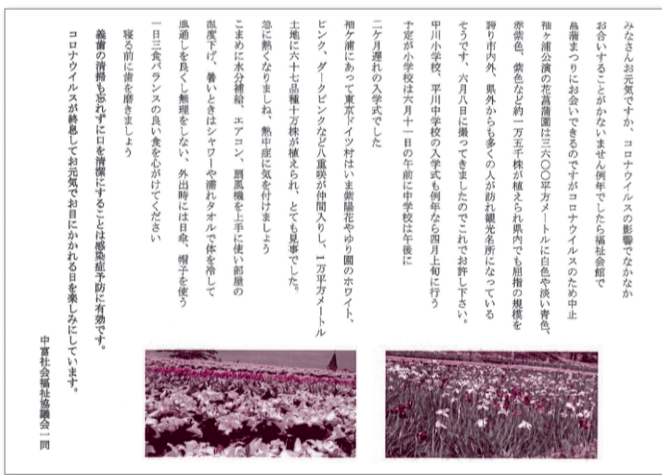 みなさんお元気ですか、コロナウイルスの影響でなかなか
お合いすることがかないません例年でしたら福祉会館で
菖蒲まつりにお会いできるのですがコロナウイルスのため中止
袖ヶ浦公演の花菖蒲園は三六〇〇平方メートルに白色や淡い青色、
赤紫色、紫色など約一万五千株が植えられ県内でも屈指の規模を
誇り市内外、県外からも多くの人が訪れ観光名所になっている
そうです、六月八日に撮ってきましたのでこれでお許し下さい。
中川小学校、平川中学校の入学式も例年なら四月上旬に行う
予定が小学校は六月十一日の午前に中学校は午後に
二ケ月遅れの入学式でした
袖ケ浦にあって東京ドイツ村はいま紫陽花やゆり園のホワイト、
ピンク、ダークピンクなど八重咲が仲間入りし、1万平方メートル
土地に六十七品種十万株が植えられ、とても見事でした。
急に熱くなりましね、熱中症に気を付けましょう
こまめに水分補給、エアコン、扇風機を上手に使い部屋の
温度下げ、暑いときはシャワーや濡れタオルで体を冷して
風通しを良くし無理をしない、外出時には日傘、帽子を使う
一日三食バランスの良い食を心がけてください
寝る前に歯を磨きましょう
義歯の清掃も忘れずに口を清潔にすることは感染症予防に有効です。
コロナウイルスが終息してお元気でお目にかかれる日を楽しみにしています。
中富社会福祉協議会一同